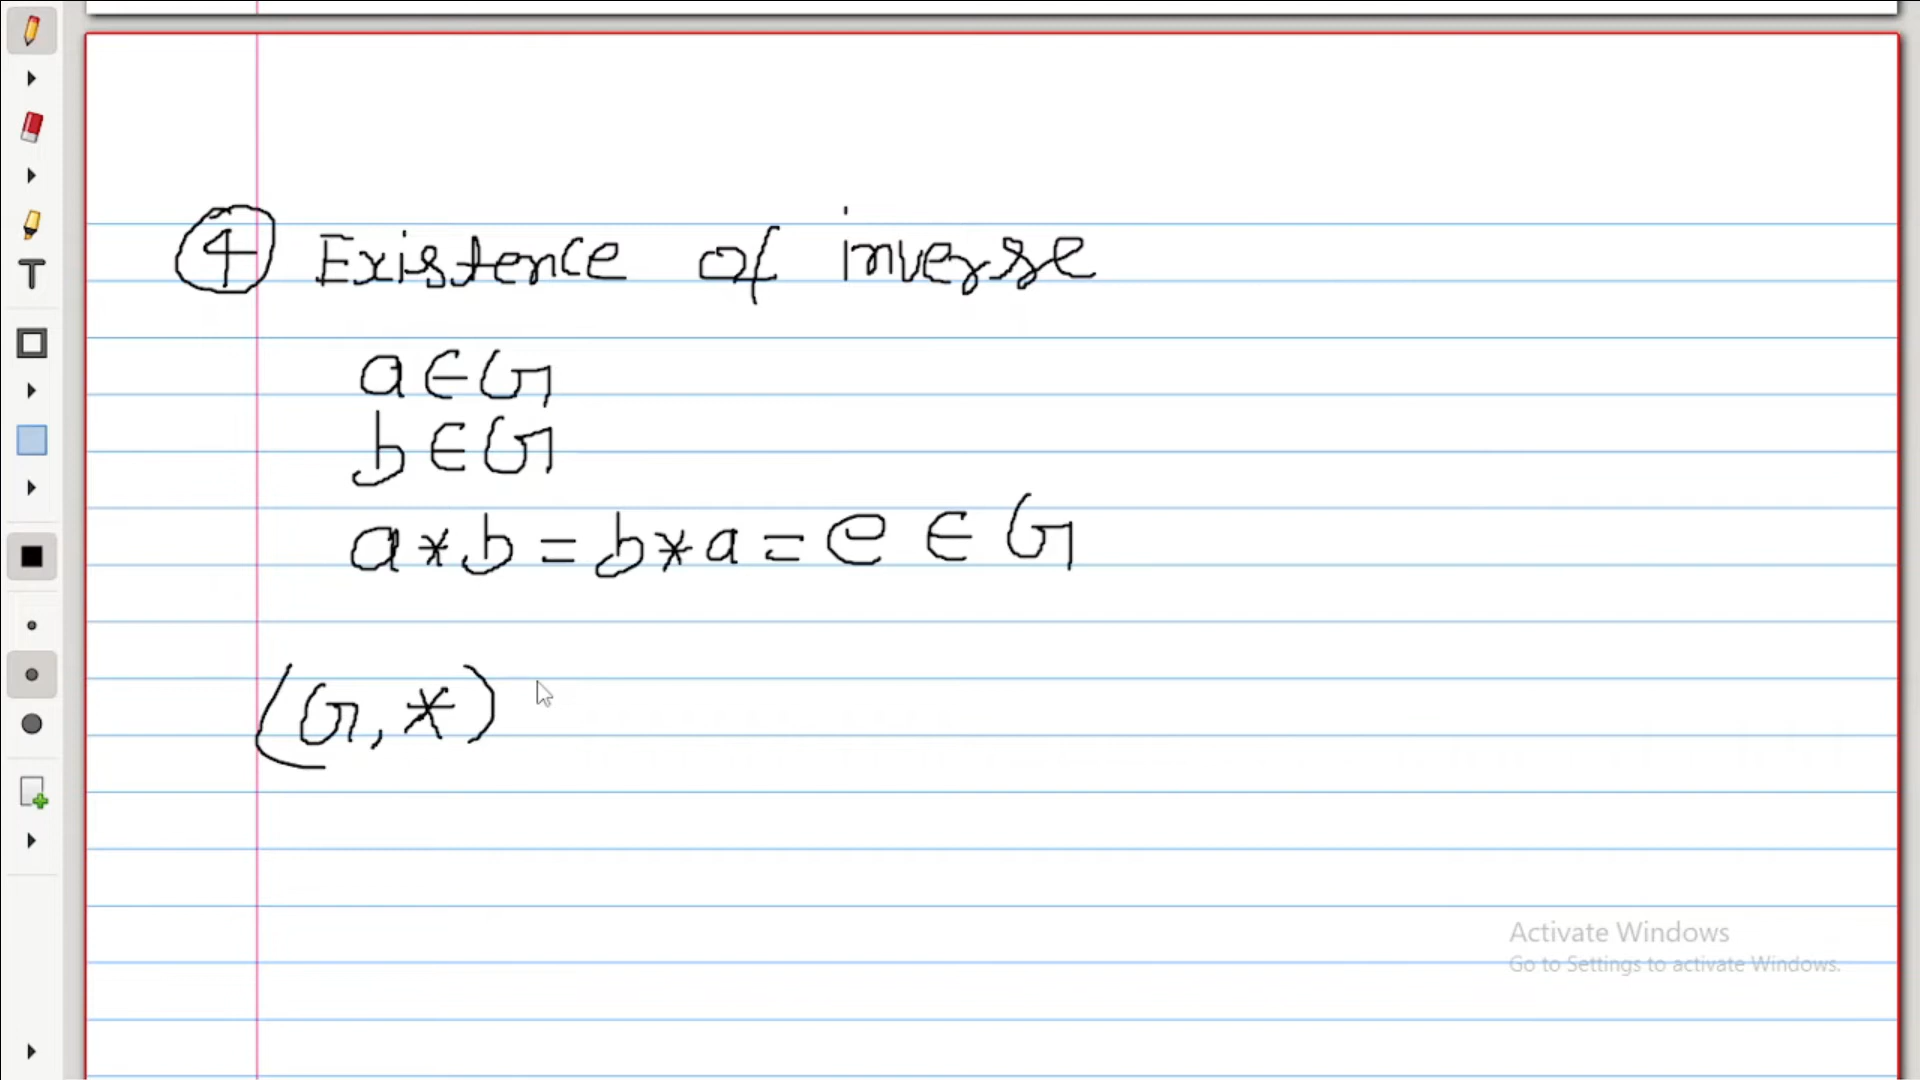 ④ Existence of inverse
a ∈ G
b ∈ G
a * b = b * a = e ∈ G
(G, *)
Activate Windows
Go to Settings to activate Windows.